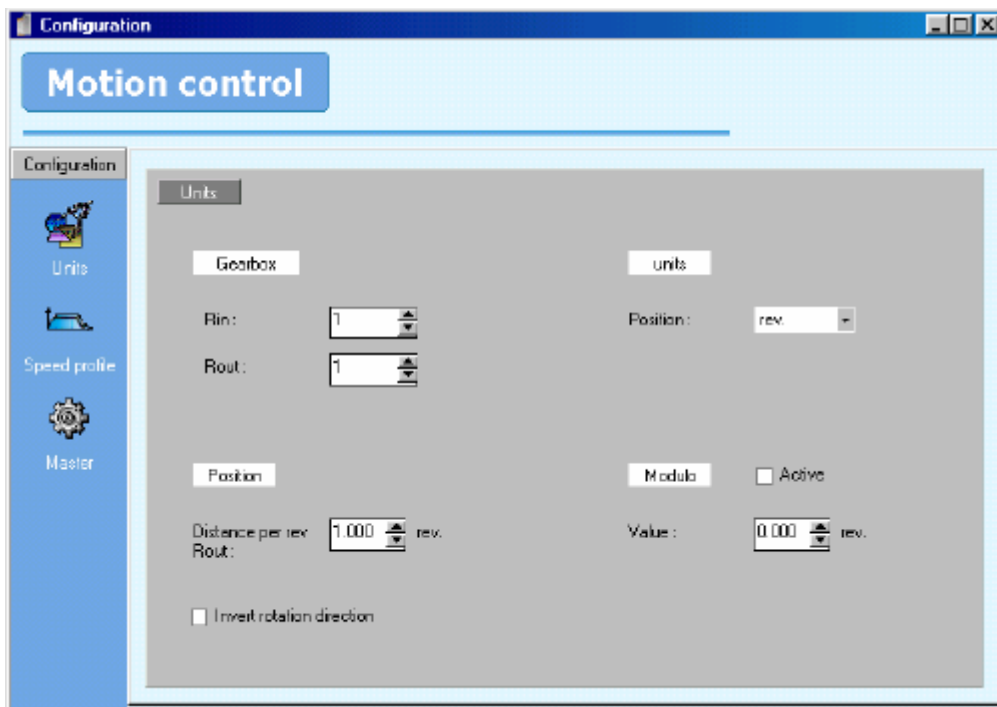 Configuration
Motion control
Configuration
Units
Speed profile
Master
Units
Gearbox
units
Rin :
1
Position :
rev.
Rout :
1
Position
Modulo
Active
Distance per rev
Rout :
1.000
rev.
Value :
0.000
rev.
Invert rotation direction